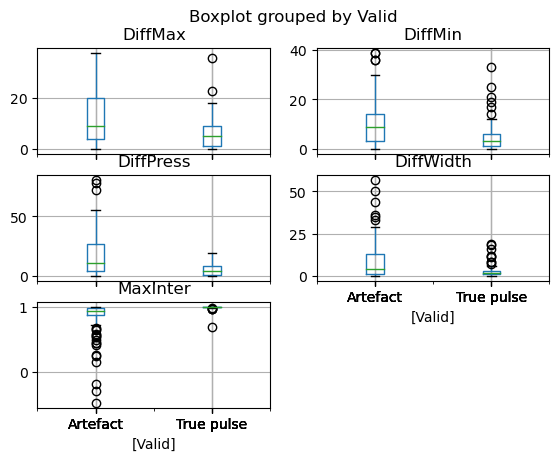 Boxplot grouped by Valid
DiffMax
DiffMin
20
0
40
20
0
DiffPress
DiffWidth
50
0
50
25
0
Artefact
True pulse
[Valid]
MaxInter
1
0
Artefact
True pulse
[Valid]